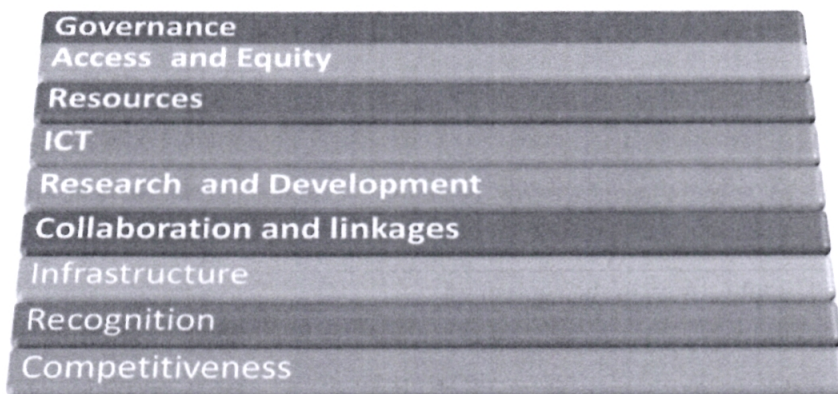 Governance
Access and Equity
Resources
ICT
Research and Development
Collaboration and linkages
Infrastructure
Recognition
Competitiveness